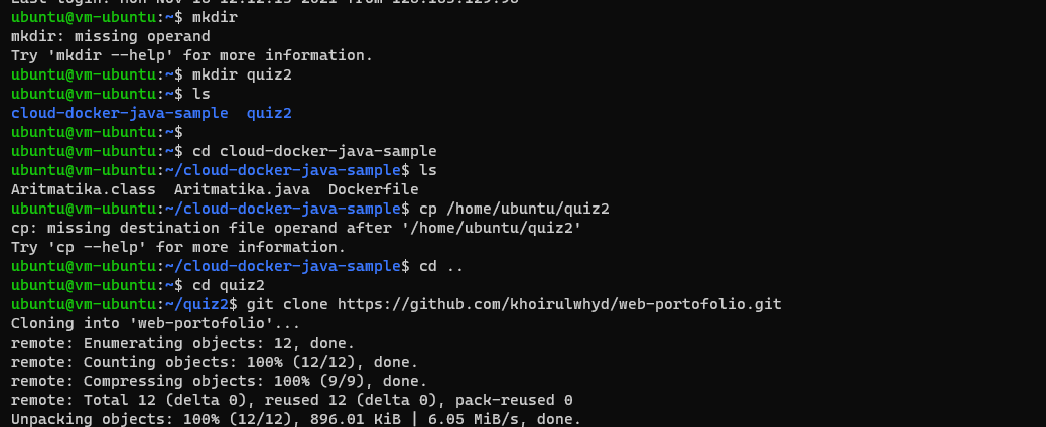 Last login: Mon Nov 18 12:12:15 2021 from 128.185.129.98
ubuntu@vm-ubuntu:~$ mkdir
mkdir: missing operand
Try 'mkdir --help' for more information.
ubuntu@vm-ubuntu:~$ mkdir quiz2
ubuntu@vm-ubuntu:~$ ls
cloud-docker-java-sample  quiz2
ubuntu@vm-ubuntu:~$
ubuntu@vm-ubuntu:~$ cd cloud-docker-java-sample
ubuntu@vm-ubuntu:~/cloud-docker-java-sample$ ls
Aritmatika.class  Aritmatika.java  Dockerfile
ubuntu@vm-ubuntu:~/cloud-docker-java-sample$ cp /home/ubuntu/quiz2
cp: missing destination file operand after '/home/ubuntu/quiz2'
Try 'cp --help' for more information.
ubuntu@vm-ubuntu:~/cloud-docker-java-sample$ cd ..
ubuntu@vm-ubuntu:~$ cd quiz2
ubuntu@vm-ubuntu:~/quiz2$ git clone https://github.com/khoirulwhyd/web-portofolio.git
Cloning into 'web-portofolio'...
remote: Enumerating objects: 12, done.
remote: Counting objects: 100% (12/12), done.
remote: Compressing objects: 100% (9/9), done.
remote: Total 12 (delta 0), reused 12 (delta 0), pack-reused 0
Unpacking objects: 100% (12/12), 896.01 KiB | 6.05 MiB/s, done.